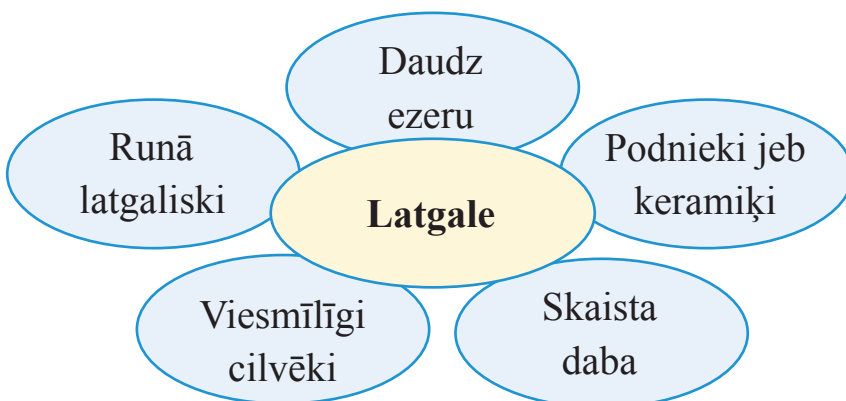 Daudz
ezeru
Runā
latgaliski
Podnieki jeb
keramiķi
Latgale
Viesmīlīgi
cilvēki
Skaista
daba